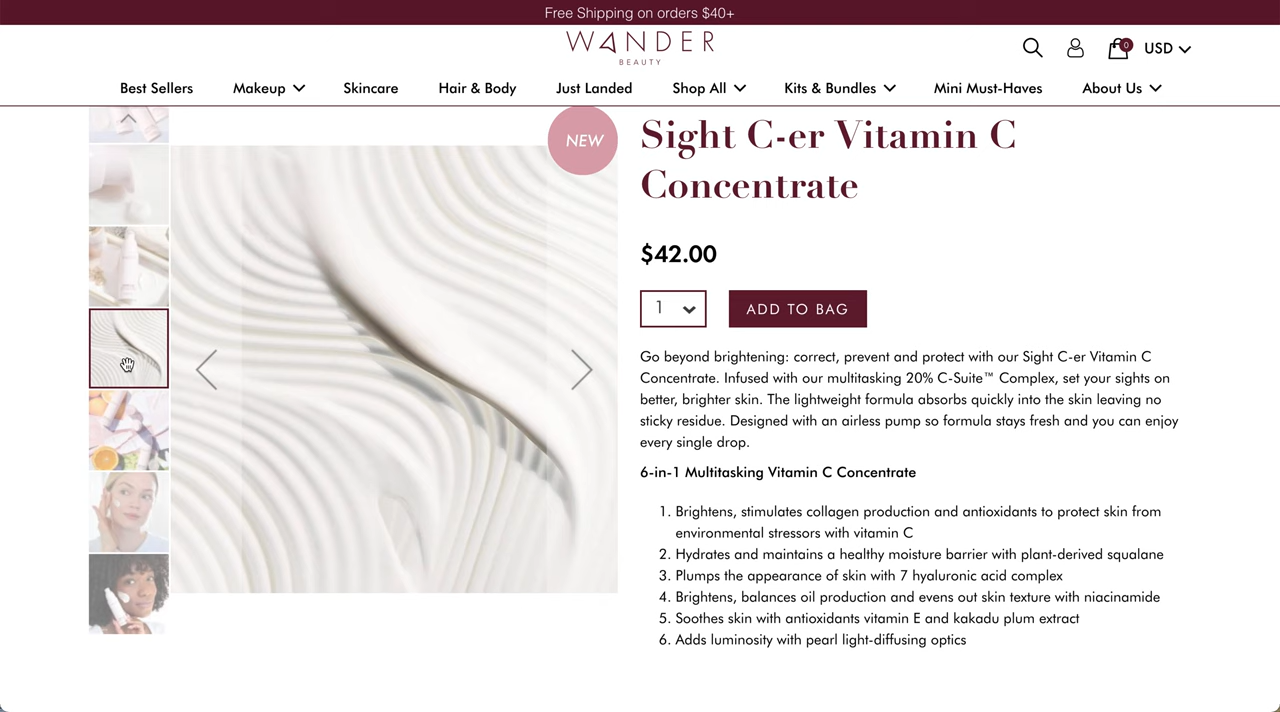 Free Shipping on orders $40+
WANDER
BEAUTY
0
USD
Best Sellers
Makeup
Skincare
Hair & Body
Just Landed
Shop All
Kits & Bundles
Mini Must-Haves
About Us
NEW
Sight C-er Vitamin C
Concentrate
$42.00
1
ADD TO BAG
Go beyond brightening: correct, prevent and protect with our Sight C-er Vitamin C
Concentrate. Infused with our multitasking 20% C-Suite™ Complex, set your sights on
better, brighter skin. The lightweight formula absorbs quickly into the skin leaving no
sticky residue. Designed with an airless pump so formula stays fresh and you can enjoy
every single drop.
6-in-1 Multitasking Vitamin C Concentrate
1. Brightens, stimulates collagen production and antioxidants to protect skin from
environmental stressors with vitamin C
2. Hydrates and maintains a healthy moisture barrier with plant-derived squalane
3. Plumps the appearance of skin with 7 hyaluronic acid complex
4. Brightens, balances oil production and evens out skin texture with niacinamide
5. Soothes skin with antioxidants vitamin E and kakadu plum extract
6. Adds luminosity with pearl light-diffusing optics